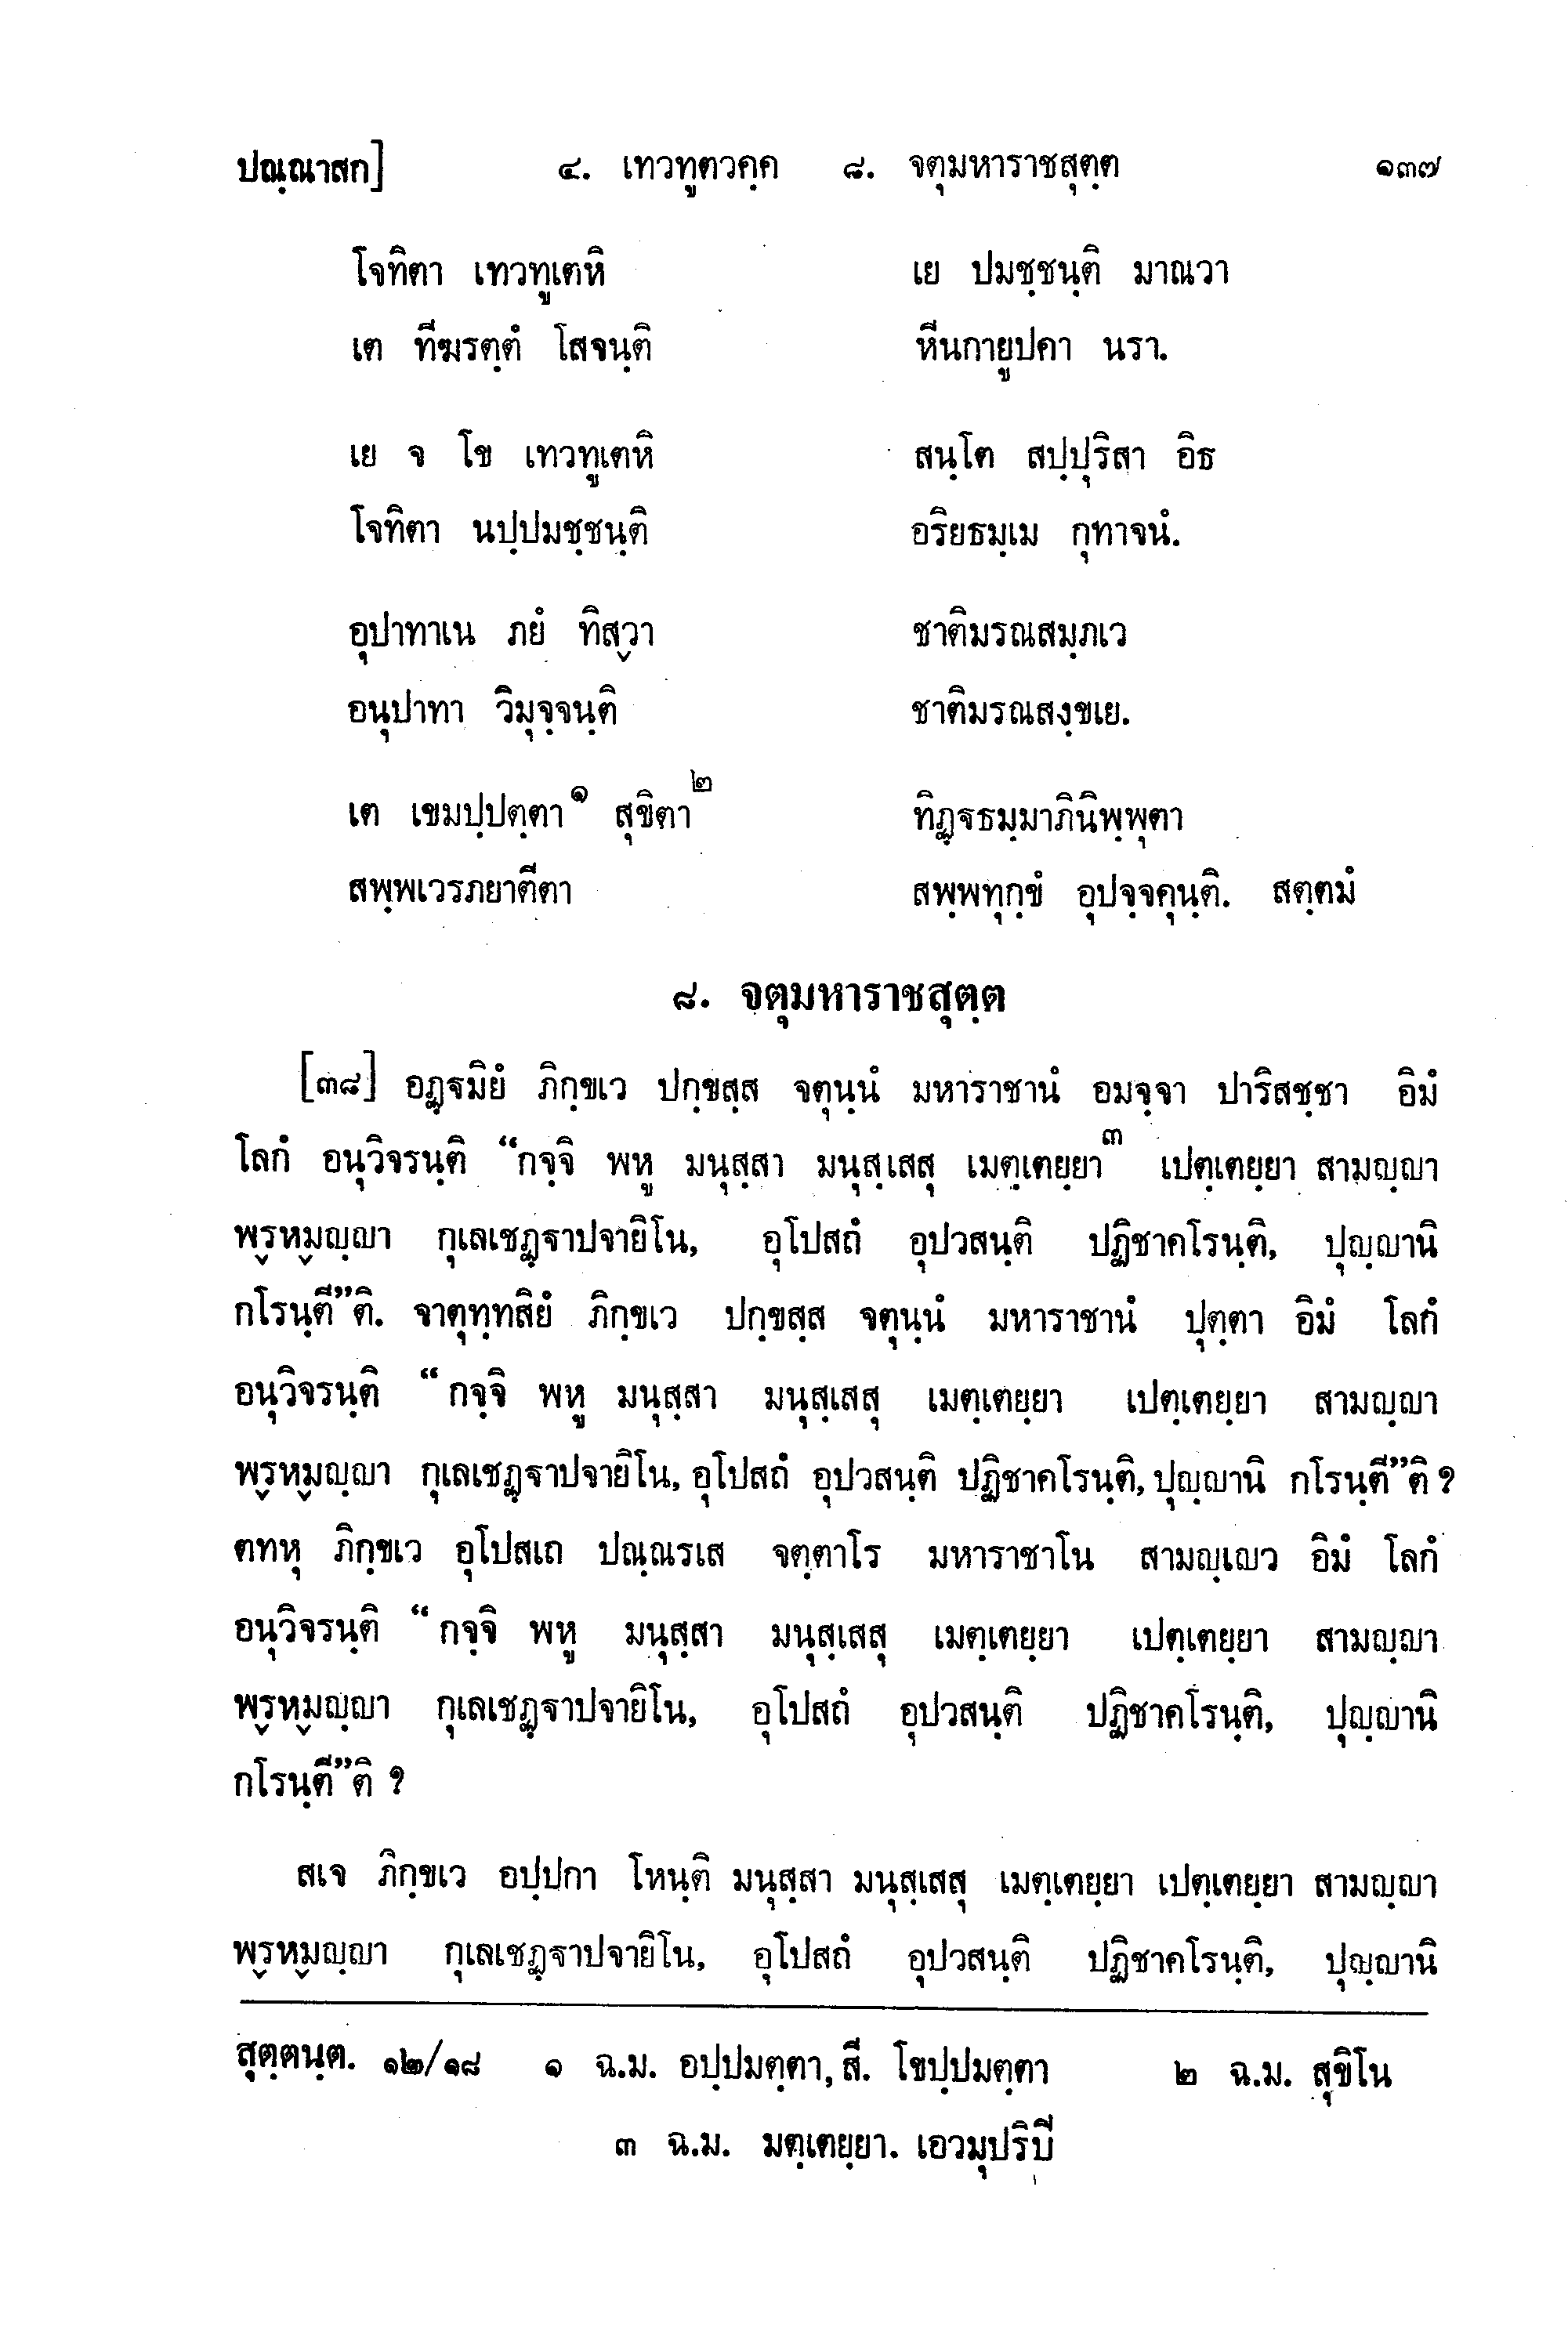 ปณฺณาสก] ๔. เทวทูตวคฺค ๘. จตุมหาราชสุตฺต ๑๓๗
โจทิตา เทวทูเตหิ เย ปมชฺชนฺติ มาณวา
เต ทีฆรตฺตํ โสจนฺติ หีนกายูปคา นรา.
เย จ โข เทวทูเตหิ สนฺโต สปฺปุริสา อิธ
โจทิตา นปฺปมชฺชนฺติ อริยธมฺเม กุทาจนํ.
อุปาทาเน ภยํ ทิสฺวา ชาติมรณสมฺภเว
อนุปาทา วิมุจฺจนฺติ ชาติมรณสงฺขเย.
เต เขมปฺปตฺตา๑ สุขิตา๒ ทิฏฺฐธมฺมาภินิพฺพุตา
สพฺพเวรภยาตีตา สพฺพทุกฺขํ อุปจฺจคุนฺติ. สตฺตมํ
๘. จตุมหาราชสุตฺต
[๓๘] อฏฺฐมิยํ ภิกฺขเว ปกฺขสฺส จตุนฺนํ มหาราชานํ อมจฺจา ปาริสชฺชา อิมํ
โลกํ อนุวิจรนฺติ “กจฺจิ พหู มนุสฺสา มนุสฺเสสุ เมตฺเตยฺยา๓ เปตฺเตยฺยา สามญฺญา
พฺรหฺมญฺญา กุเลเชฏฺฐาปจายิโน, อุโปสถํ อุปวสนฺติ ปฏิชาคโรนฺติ, ปุญฺญานิ
กโรนฺตี”ติ. จาตุทฺทสิยํ ภิกฺขเว ปกฺขสฺส จตุนฺนํ มหาราชานํ ปุตฺตา อิมํ โลกํ
อนุวิจรนฺติ “กจฺจิ พหู มนุสฺสา มนุสฺเสสุ เมตฺเตยฺยา เปตฺเตยฺยา สามญฺญา
พฺรหฺมญฺญา กุเลเชฏฺฐาปจายิโน, อุโปสถํ อุปวสนฺติ ปฏิชาคโรนฺติ, ปุญฺญานิ กโรนฺตี”ติ ?
ตทหุ ภิกฺขเว อุโปสเถ ปณฺณรเส จตฺตาโร มหาราชาโน สามญฺเญว อิมํ โลกํ
อนุวิจรนฺติ “กจฺจิ พหู มนุสฺสา มนุสฺเสสุ เมตฺเตยฺยา เปตฺเตยฺยา สามญฺญา
พฺรหฺมญฺญา กุเลเชฏฺฐาปจายิโน, อุโปสถํ อุปวสนฺติ ปฏิชาคโรนฺติ, ปุญฺญานิ
กโรนฺตี”ติ ?
สเจ ภิกฺขเว อปฺปกา โหนฺติ มนุสฺสา มนุสฺเสสุ เมตฺเตยฺยา เปตฺเตยฺยา สามญฺญา
พฺรหฺมญฺญา กุเลเชฏฺฐาปจายิโน, อุโปสถํ อุปวสนฺติ ปฏิชาคโรนฺติ, ปุญฺญานิ
สุตฺตนฺต. ๑๒/๑๘ ๑ ฉ.ม. อปฺปมตฺตา, สี. โขปฺปมตฺตา ๒ ฉ.ม. สุขิโน
๓ ฉ.ม. มตฺเตยฺยา. เอวมุปริปี